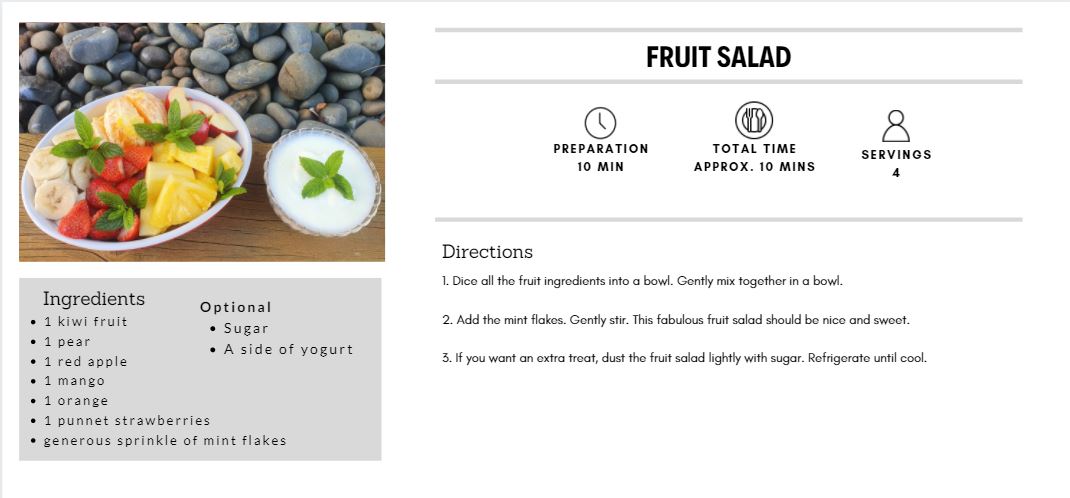 FRUIT SALAD
PREPARATION
10 MIN
TOTAL TIME
APPROX. 10 MINS
SERVINGS
4
Ingredients
• 1 kiwi fruit
• 1 pear
• 1 red apple
• 1 mango
• 1 orange
• 1 punnet strawberries
• generous sprinkle of mint flakes
Optional
• Sugar
• A side of yogurt
Directions
1. Dice all the fruit ingredients into a bowl. Gently mix together in a bowl.
2. Add the mint flakes. Gently stir. This fabulous fruit salad should be nice and sweet.
3. If you want an extra treat, dust the fruit salad lightly with sugar. Refrigerate until cool.